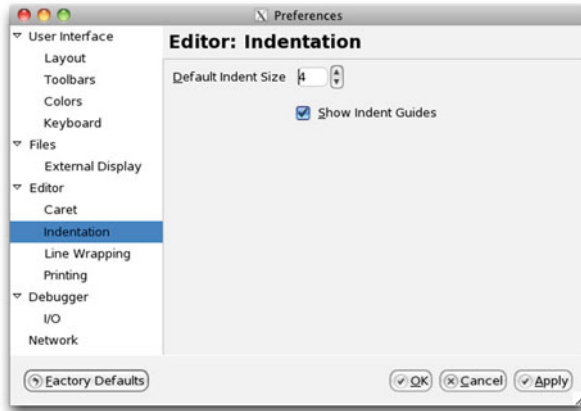 Preferences
User Interface
Layout
Toolbars
Colors
Keyboard
Files
External Display
Editor
Caret
Indentation
Line Wrapping
Printing
Debugger
I/O
Network
Editor: Indentation
Default Indent Size 4
Show Indent Guides
Factory Defaults
OK
Cancel
Apply